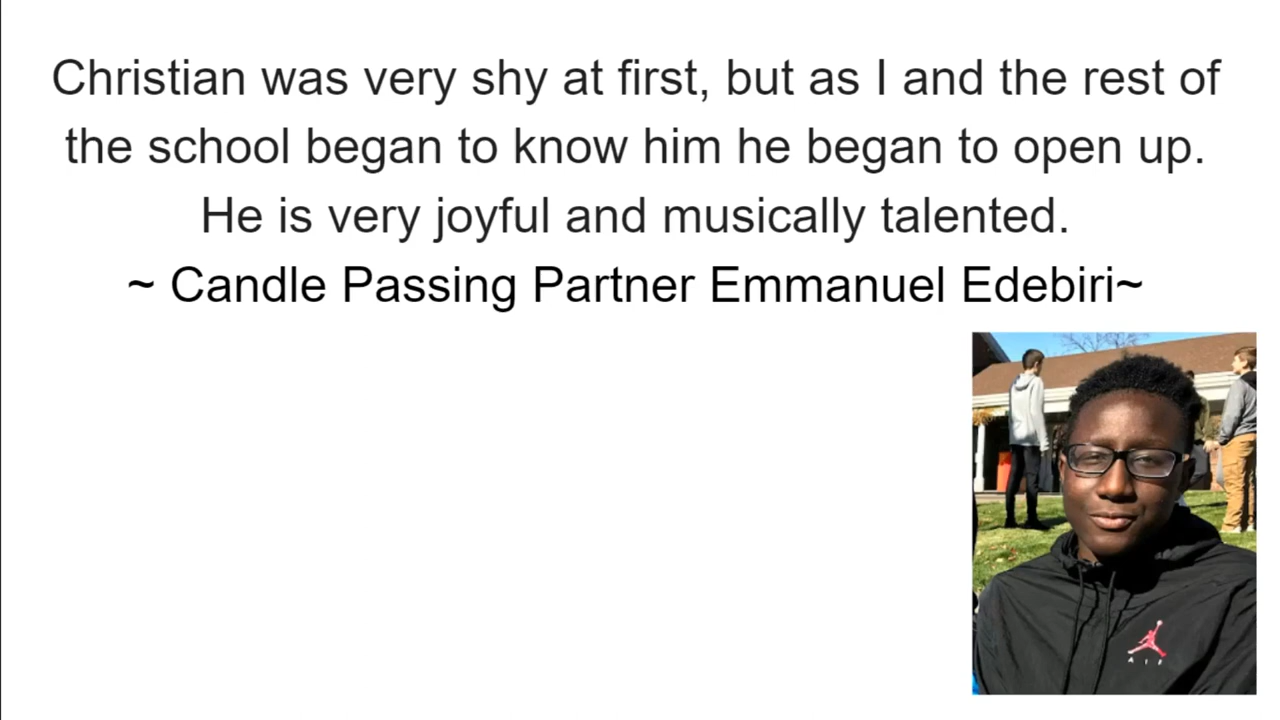 Christian was very shy at first, but as I and the rest of
the school began to know him he began to open up.
He is very joyful and musically talented.
~ Candle Passing Partner Emmanuel Edebiri~
AIR